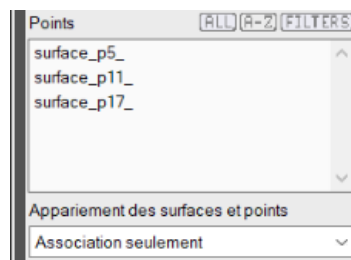 Points [ALL] [A-Z] [FILTERS]
surface_p5_
surface_p11_
surface_p17_
Appariement des surfaces et points
Association seulement